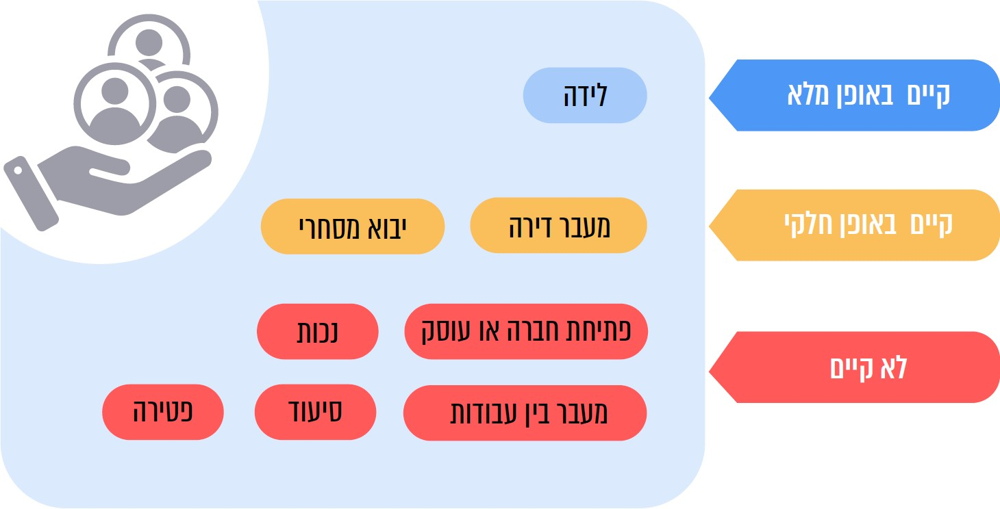 קיים באופן מלא
לידה
קיים באופן חלקי
מעבר דירה
יבוא מסחרי
לא קיים
פתיחת חברה או עוסק
נכות
מעבר בין עבודות
סיעוד
פטירה